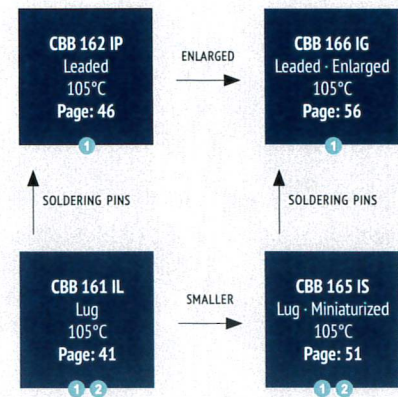 CBB 162 IP
Leaded
105°C
Page: 46
1
ENLARGED
CBB 166 IG
Leaded · Enlarged
105°C
Page: 56
1
SOLDERING PINS
SOLDERING PINS
CBB 161 IL
Lug
105°C
Page: 41
1 2
SMALLER
CBB 165 IS
Lug · Miniaturized
105°C
Page: 51
1 2